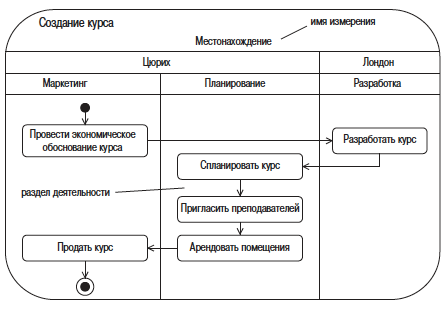 Создание курса
имя измерения
Местонахождение
Цюрих
Лондон
Маркетинг
Планирование
Разработка
Провести экономическое
обоснование курса
Разработать курс
Спланировать курс
раздел деятельности
Пригласить преподавателей
Продать курс
Арендовать помещения